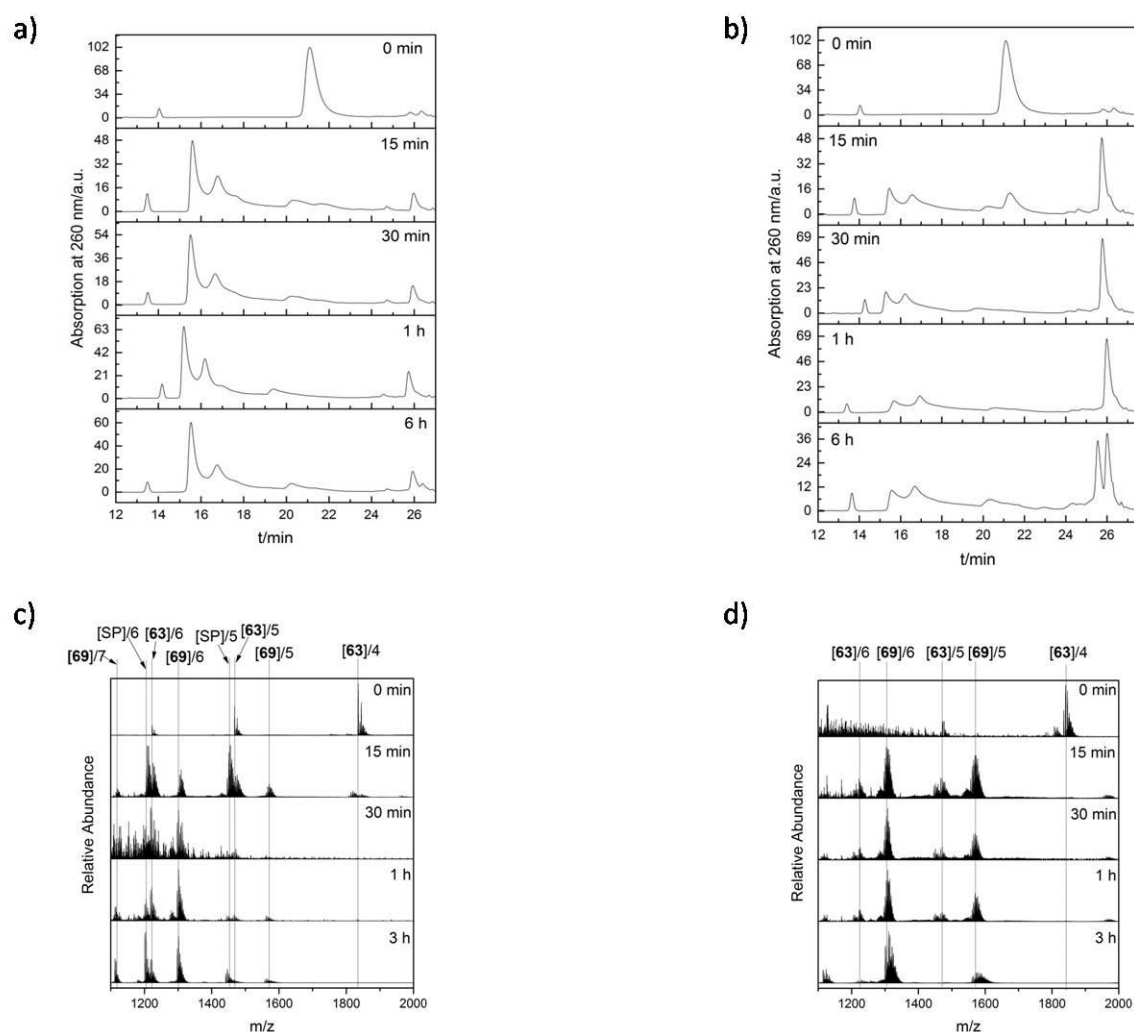 a)
102
68
34
0
0 min
48
32
16
0
15 min
54
36
18
0
30 min
63
42
21
0
1 h
60
40
20
0
6 h
12 14 16 18 20 22 24 26
t/min
Absorption at 260 nm/a.u.
b)
102
68
34
0
0 min
48
32
16
0
15 min
69
46
23
0
30 min
69
46
23
0
1 h
36
24
12
0
6 h
12 14 16 18 20 22 24 26
t/min
Absorption at 260 nm/a.u.
c)
[SP]/6 [63]/6 [SP]/5 [63]/5
[69]/7 [69]/6 [69]/5 [63]/4
0 min
15 min
30 min
1 h
3 h
1200 1400 1600 1800 2000
m/z
Relative Abundance
d)
[63]/6 [69]/6 [63]/5 [69]/5 [63]/4
0 min
15 min
30 min
1 h
3 h
1200 1400 1600 1800 2000
m/z
Relative Abundance